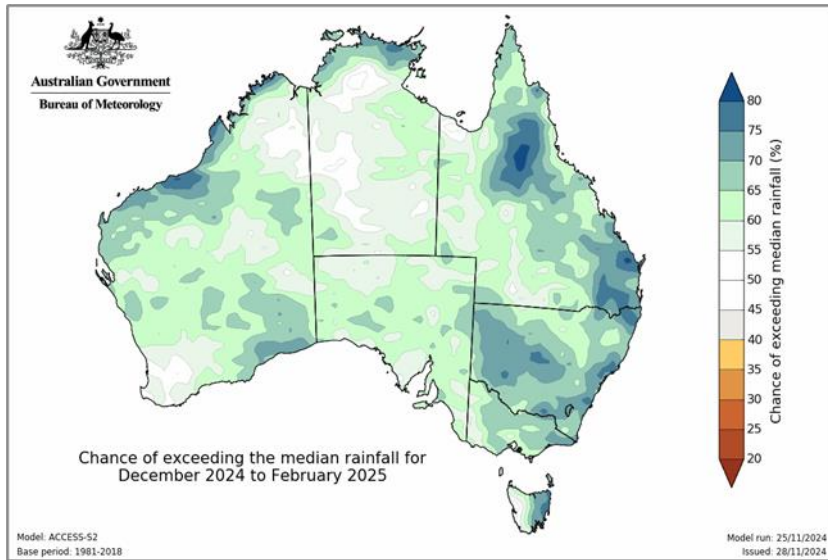 Australian Government
Bureau of Meteorology
80
75
70
65
60
55
50
45
40
35
30
25
20
Chance of exceeding median rainfall (%)
Chance of exceeding the median rainfall for
December 2024 to February 2025
Model: ACCESS-S2
Base period: 1981-2018
Model run: 25/11/2024
Issued: 28/11/2024